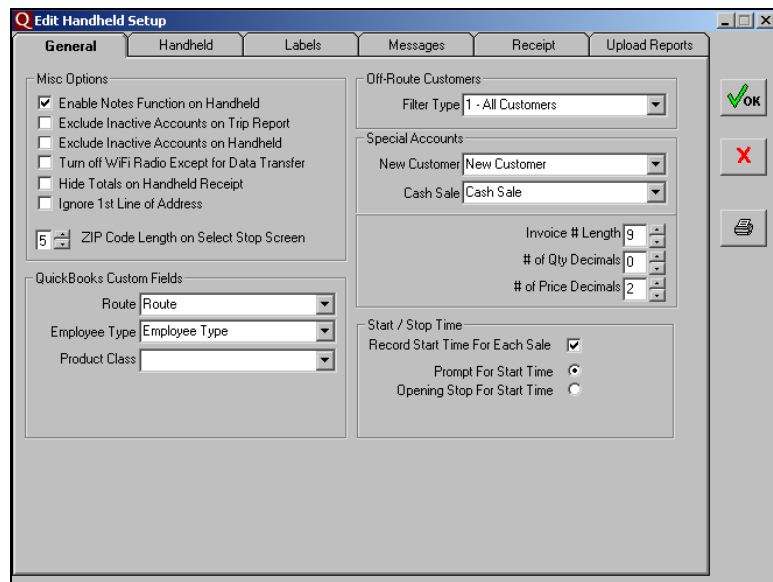 Q Edit Handheld Setup
General Handheld Labels Messages Receipt Upload Reports
Misc Options
Enable Notes Function on Handheld
Exclude Inactive Accounts on Trip Report
Exclude Inactive Accounts on Handheld
Turn off WiFi Radio Except for Data Transfer
Hide Totals on Handheld Receipt
Ignore 1st Line of Address
5 ZIP Code Length on Select Stop Screen
QuickBooks Custom Fields
Route Route
Employee Type Employee Type
Product Class
Off-Route Customers
Filter Type 1 - All Customers
Special Accounts
New Customer New Customer
Cash Sale Cash Sale
Invoice # Length 9
# of Qty Decimals 0
# of Price Decimals 2
Start / Stop Time
Record Start Time For Each Sale
Prompt For Start Time
Opening Stop For Start Time
OK
X